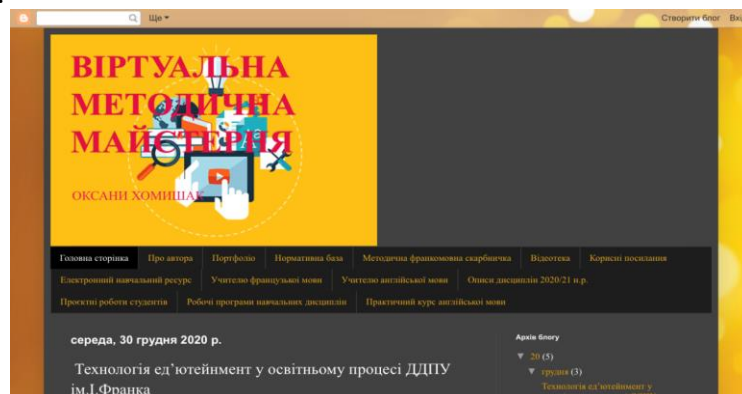 Ще
Створити блог Вхі
ВІРТУАЛЬНА
МЕТОДИЧНА
МАЙСТЕРНЯ
ОКСАНИ ХОМИШАК
Головна сторінка Про автора Портфоліо Нормативна база Методична франкомовна скарбничка Відеотека Корисні посилання
Електронний навчальний ресурс Учителю французької мови Учителю англійської мови Описи дисциплін 2020/21 н.р.
Проєктні роботи студентів Робочі програми навчальних дисциплін Практичний курс англійської мови
середа, 30 грудня 2020 р.
Технологія ед’ютейнмент у освітньому процесі ДДПУ
ім.І.Франка
Архів блогу
▼ 20 (5)
▼ грудня (3)
Технологія ед’ютейнмент у